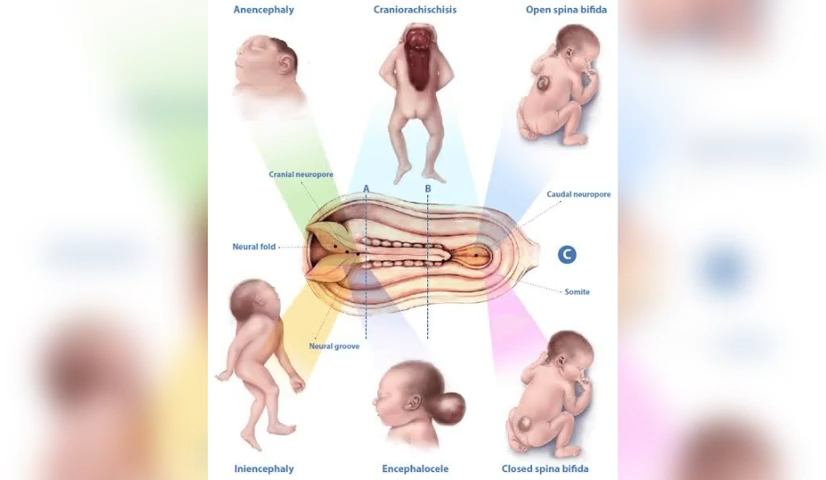 Anencephaly
Craniorachischisis
Open spina bifida
Cranial neuropore
A
B
Caudal neuropore
Neural fold
C
Somite
Neural groove
Iniencephaly
Encephalocele
Closed spina bifida